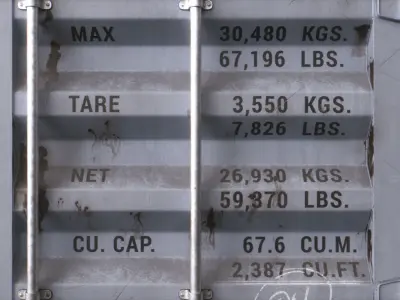 MAX 30,480 KGS.
67,196 LBS.
TARE 3,550 KGS.
7,826 LBS.
NET 26,930 KGS.
59,370 LBS.
CU. CAP. 67.6 CU.M.
2,387 CU.FT.